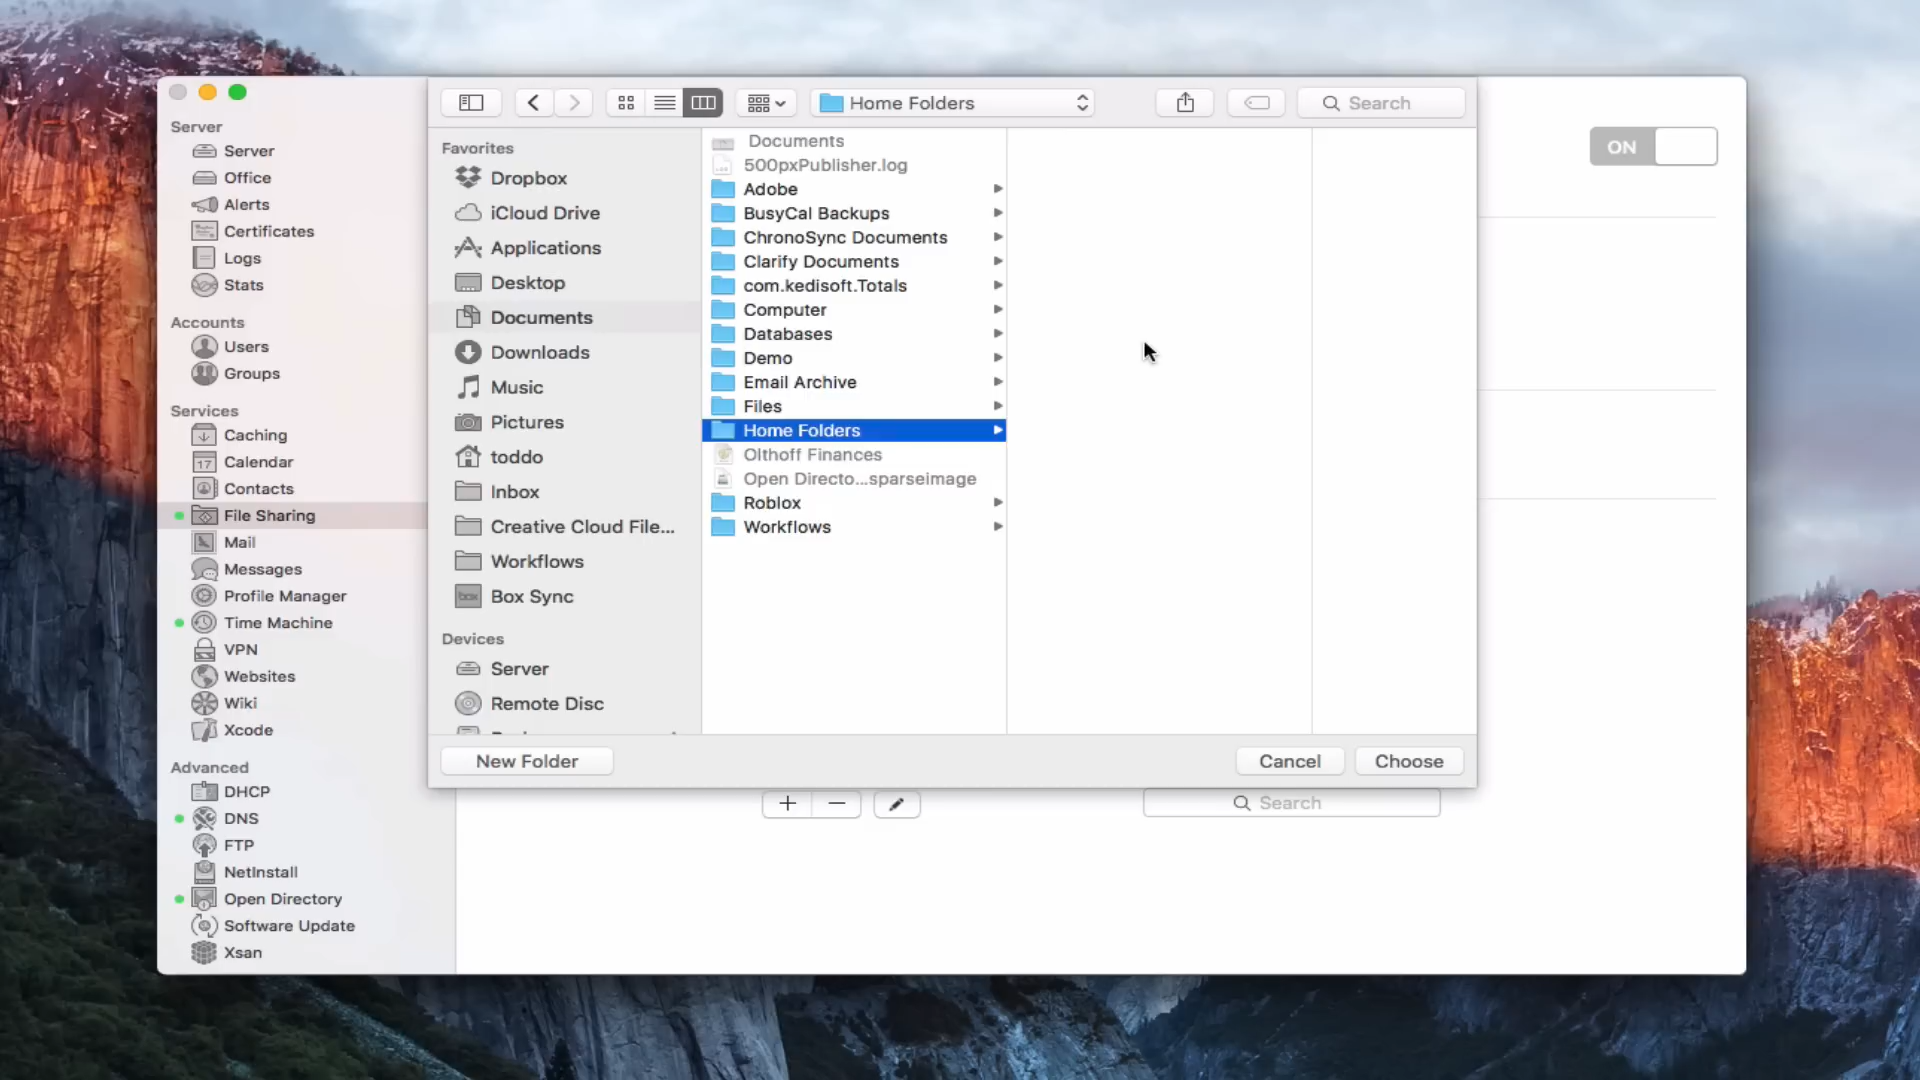 Server
Server
Office
Alerts
Certificates
Logs
Stats
Accounts
Users
Groups
Services
Caching
17
Calendar
Contacts
File Sharing
Mail
Messages
Profile Manager
Time Machine
VPN
Websites
Wiki
Xcode
Advanced
DHCP
DNS
FTP
NetInstall
Open Directory
Software Update
Xsan
Home Folders
Search
Favorites
Dropbox
iCloud Drive
Applications
Desktop
Documents
Downloads
Music
Pictures
toddo
Inbox
Creative Cloud File...
Workflows
box
Box Sync
Devices
Server
Remote Disc
Documents
500pxPublisher.log
Adobe
BusyCal Backups
ChronoSync Documents
Clarify Documents
com.kedisoft.Totals
Computer
Databases
Demo
Email Archive
Files
Home Folders
Olthoff Finances
Open Directo...sparseimage
Roblox
Workflows
New Folder
Cancel
Choose
ON
Search